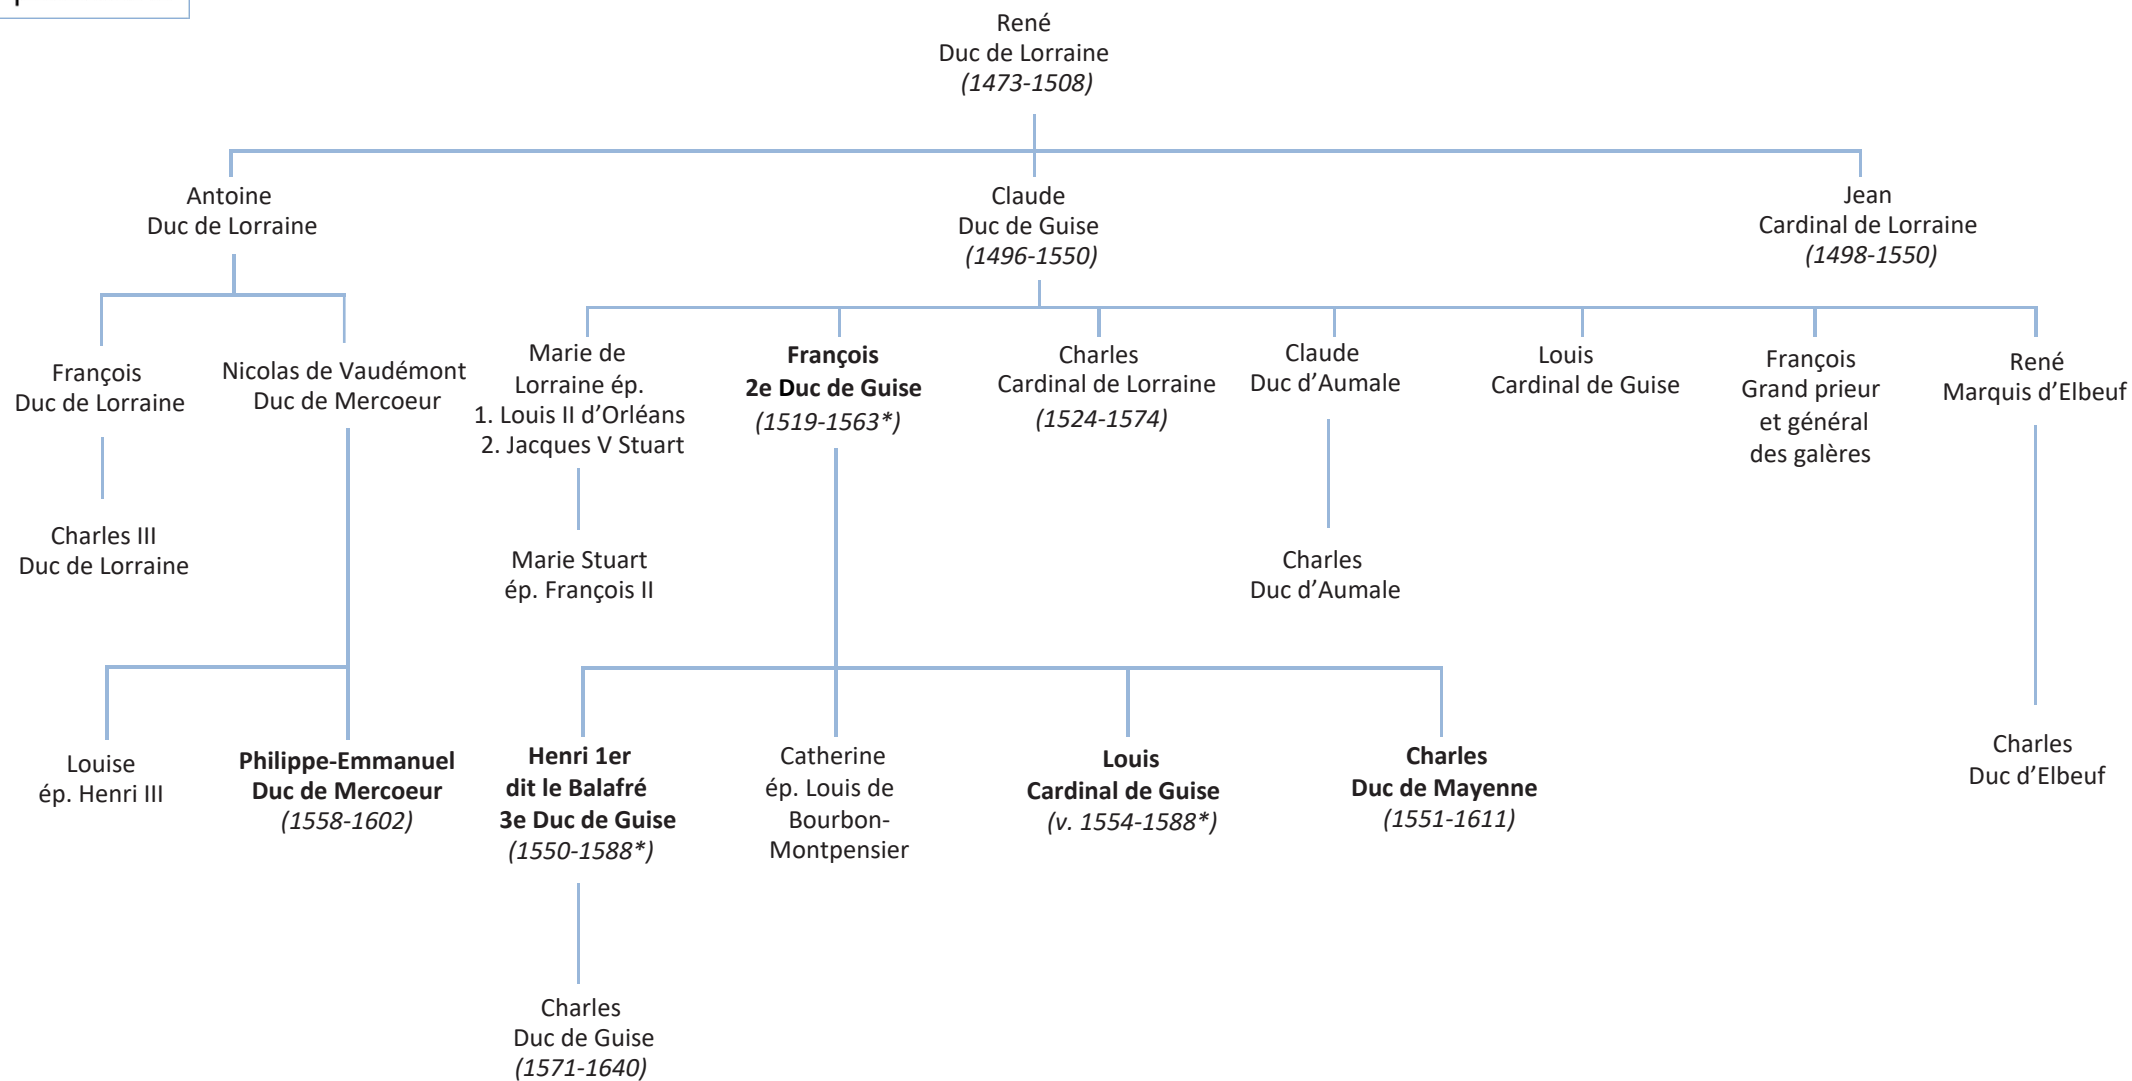 René
Duc de Lorraine
(1473-1508)
Antoine
Duc de Lorraine
Claude
Duc de Guise
(1496-1550)
Jean
Cardinal de Lorraine
(1498-1550)
François
Duc de Lorraine
Nicolas de Vaudémont
Duc de Mercoeur
Marie de
Lorraine ép.
1. Louis II d’Orléans
2. Jacques V Stuart
François
2e Duc de Guise
(1519-1563*)
Charles
Cardinal de Lorraine
(1524-1574)
Claude
Duc d’Aumale
Louis
Cardinal de Guise
François
Grand prieur
et général
des galères
René
Marquis d’Elbeuf
Charles III
Duc de Lorraine
Marie Stuart
ép. François II
Charles
Duc d’Aumale
Louise
ép. Henri III
Philippe-Emmanuel
Duc de Mercoeur
(1558-1602)
Henri 1er
dit le Balafré
3e Duc de Guise
(1550-1588*)
Catherine
ép. Louis de
Bourbon-
Montpensier
Louis
Cardinal de Guise
(v. 1554-1588*)
Charles
Duc de Mayenne
(1551-1611)
Charles
Duc d’Elbeuf
Charles
Duc de Guise
(1571-1640)